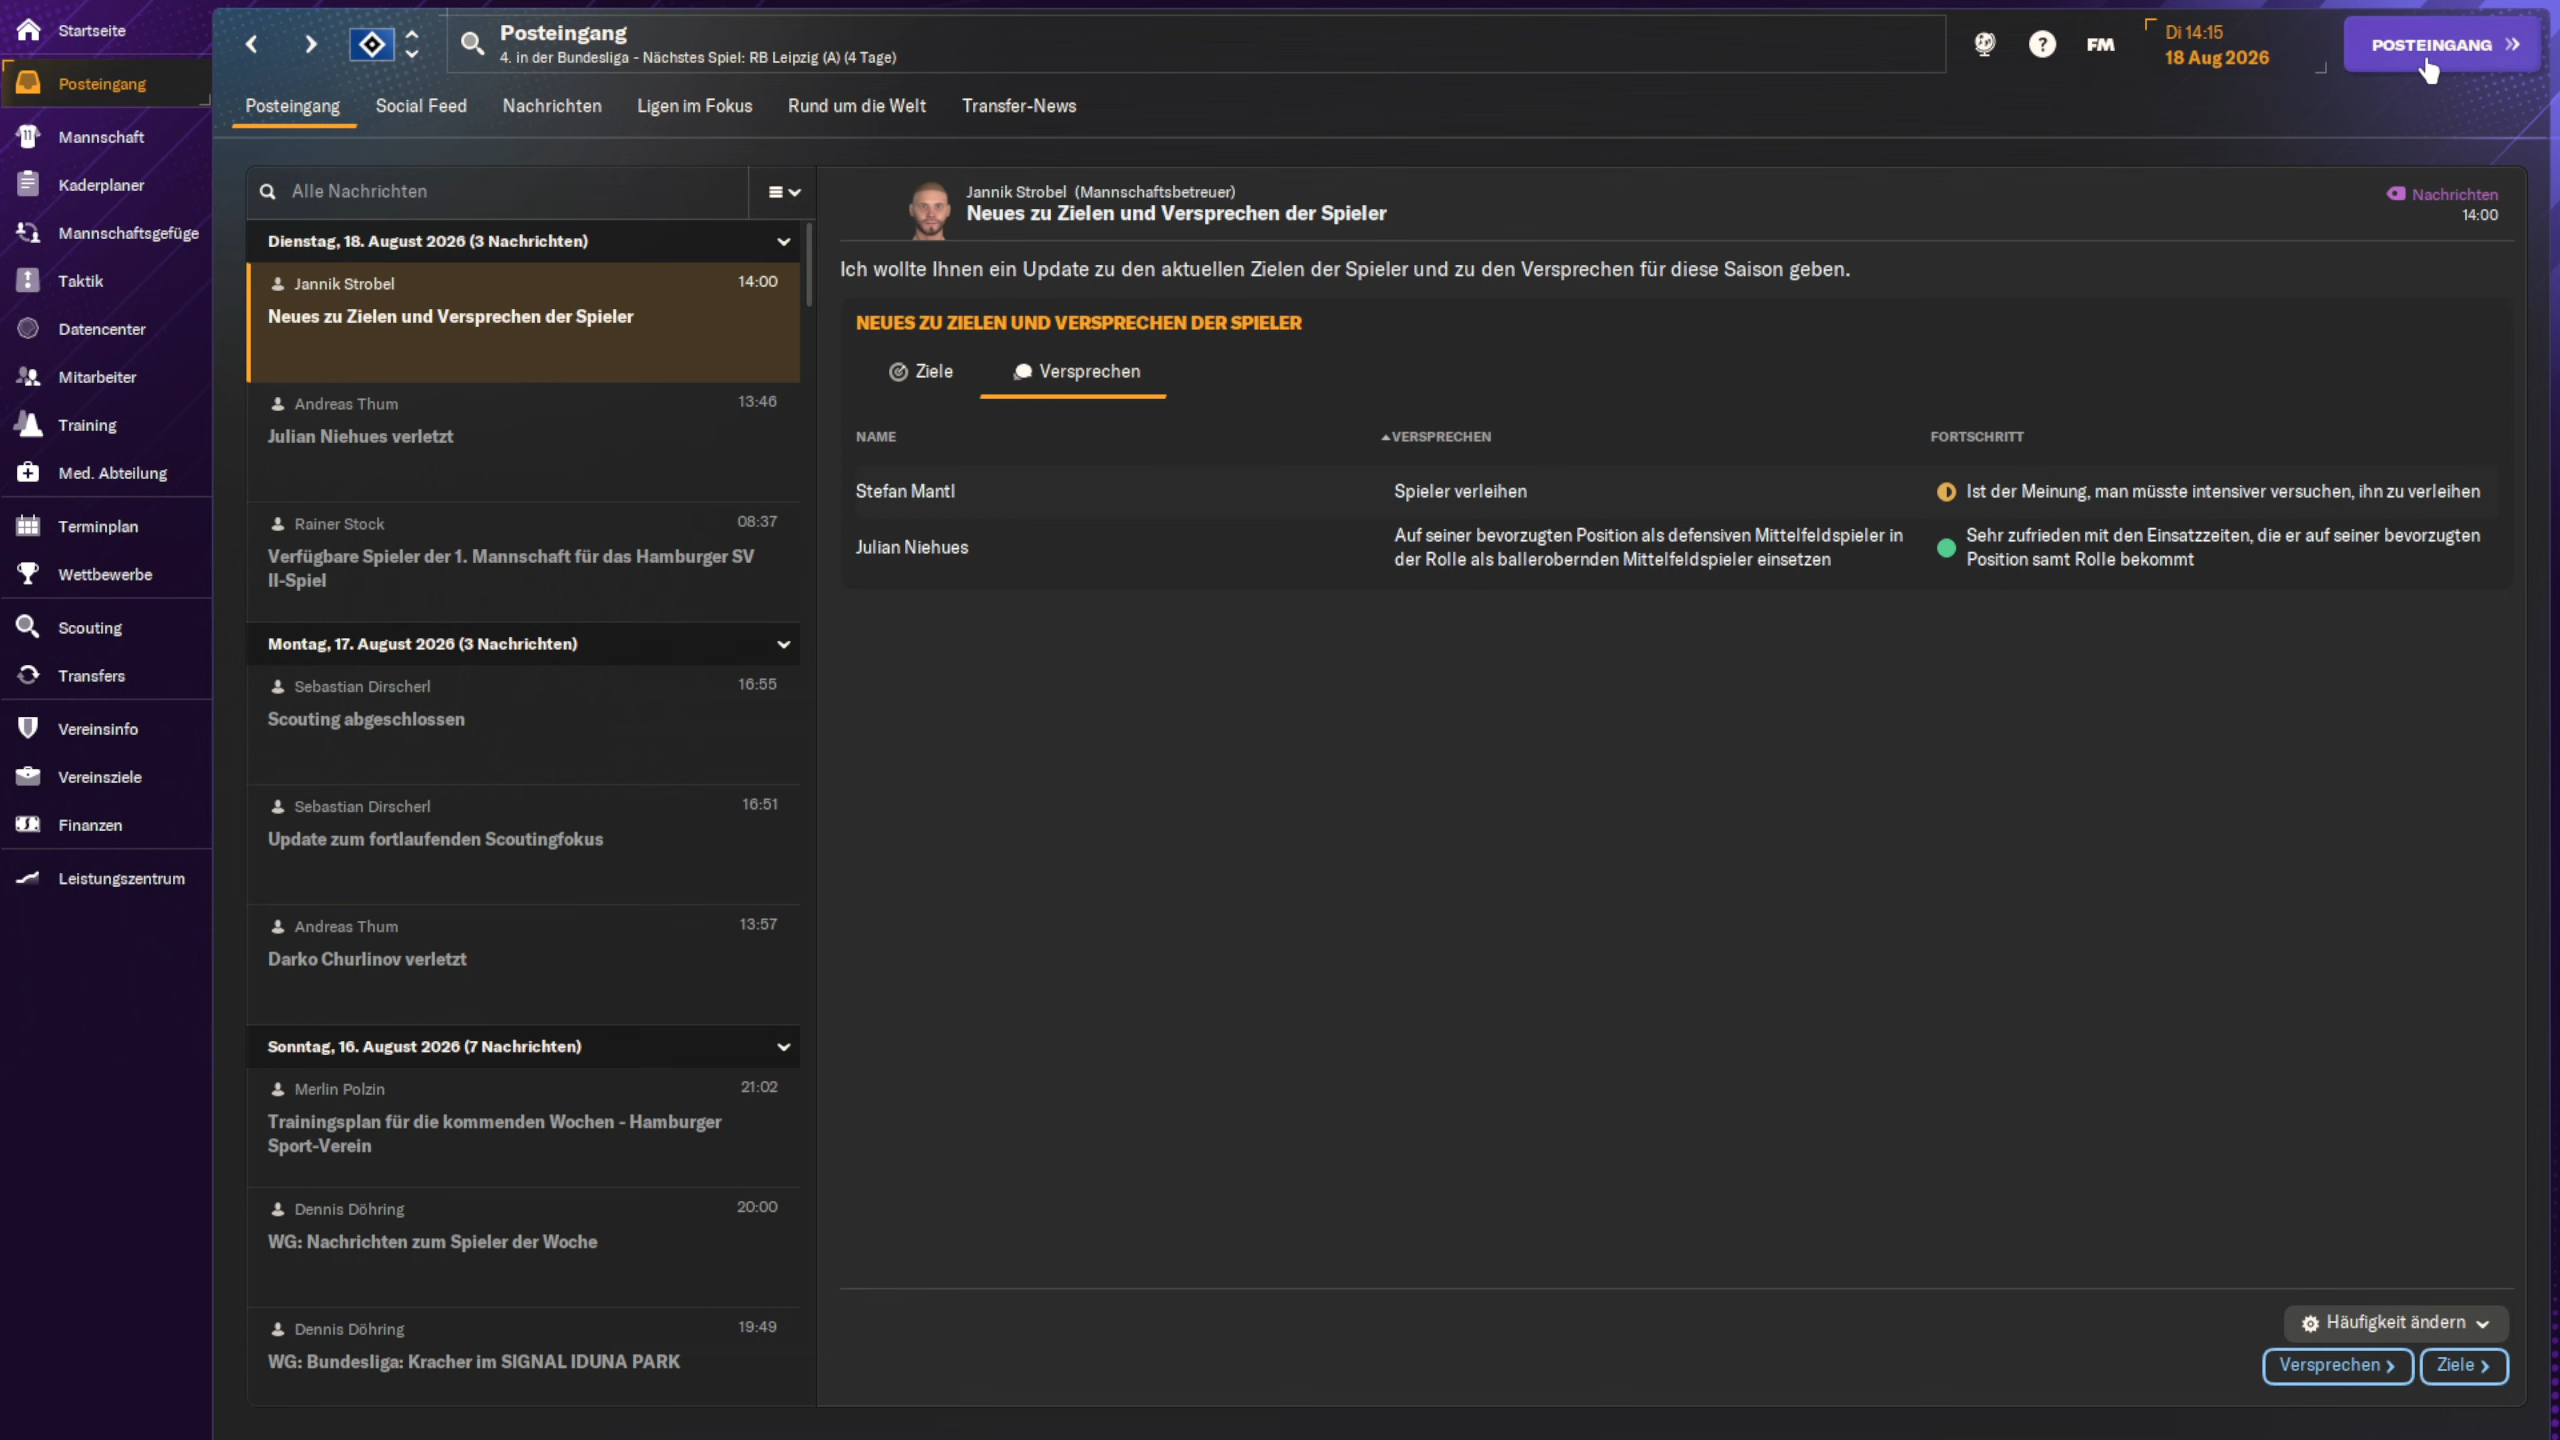 Startseite
Posteingang
Mannschaft
Kaderplaner
Mannschaftsgefüge
Taktik
Datencenter
Mitarbeiter
Training
Med. Abteilung
Terminplan
Wettbewerbe
Scouting
Transfers
Vereinsinfo
Vereinsziele
Finanzen
Leistungszentrum
Posteingang
4. in der Bundesliga - Nächstes Spiel: RB Leipzig (A) (4 Tage)
FM
Di 14:15
18 Aug 2026
POSTEINGANG
Posteingang
Social Feed
Nachrichten
Ligen im Fokus
Rund um die Welt
Transfer-News
Alle Nachrichten
Dienstag, 18. August 2026 (3 Nachrichten)
Jannik Strobel 14:00
Neues zu Zielen und Versprechen der Spieler
Andreas Thum 13:46
Julian Niehues verletzt
Rainer Stock 08:37
Verfügbare Spieler der 1. Mannschaft für das Hamburger SV
II-Spiel
Montag, 17. August 2026 (3 Nachrichten)
Sebastian Dirscherl 16:55
Scouting abgeschlossen
Sebastian Dirscherl 16:51
Update zum fortlaufenden Scoutingfokus
Andreas Thum 13:57
Darko Churlinov verletzt
Sonntag, 16. August 2026 (7 Nachrichten)
Merlin Polzin 21:02
Trainingsplan für die kommenden Wochen - Hamburger
Sport-Verein
Dennis Döhring 20:00
WG: Nachrichten zum Spieler der Woche
Dennis Döhring 19:49
WG: Bundesliga: Kracher im SIGNAL IDUNA PARK
Jannik Strobel (Mannschaftsbetreuer)
Neues zu Zielen und Versprechen der Spieler
Nachrichten
14:00
Ich wollte Ihnen ein Update zu den aktuellen Zielen der Spieler und zu den Versprechen für diese Saison geben.
NEUES ZU ZIELEN UND VERSPRECHEN DER SPIELER
Ziele
Versprechen
NAME VERSPRECHEN FORTSCHRITT
Stefan Mantl Spieler verleihen Ist der Meinung, man müsste intensiver versuchen, ihn zu verleihen
Julian Niehues
Auf seiner bevorzugten Position als defensiven Mittelfeldspieler in
der Rolle als ballerobernden Mittelfeldspieler einsetzen
Sehr zufrieden mit den Einsatzzeiten, die er auf seiner bevorzugten
Position samt Rolle bekommt
Häufigkeit ändern
Versprechen
Ziele